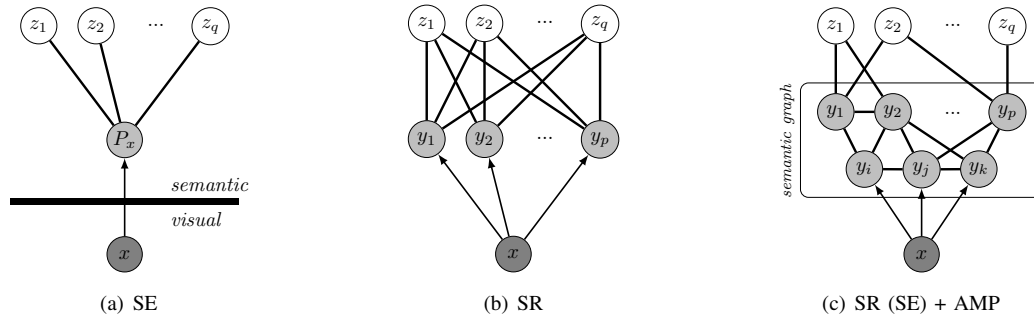 z1 z2 ... zq
Px
semantic
visual
x
(a) SE
z1 z2 ... zq
y1 y2 ... yp
x
(b) SR
z1 z2 ... zq
semantic graph
y1 y2 ... yp
yi yj yk
x
(c) SR (SE) + AMP